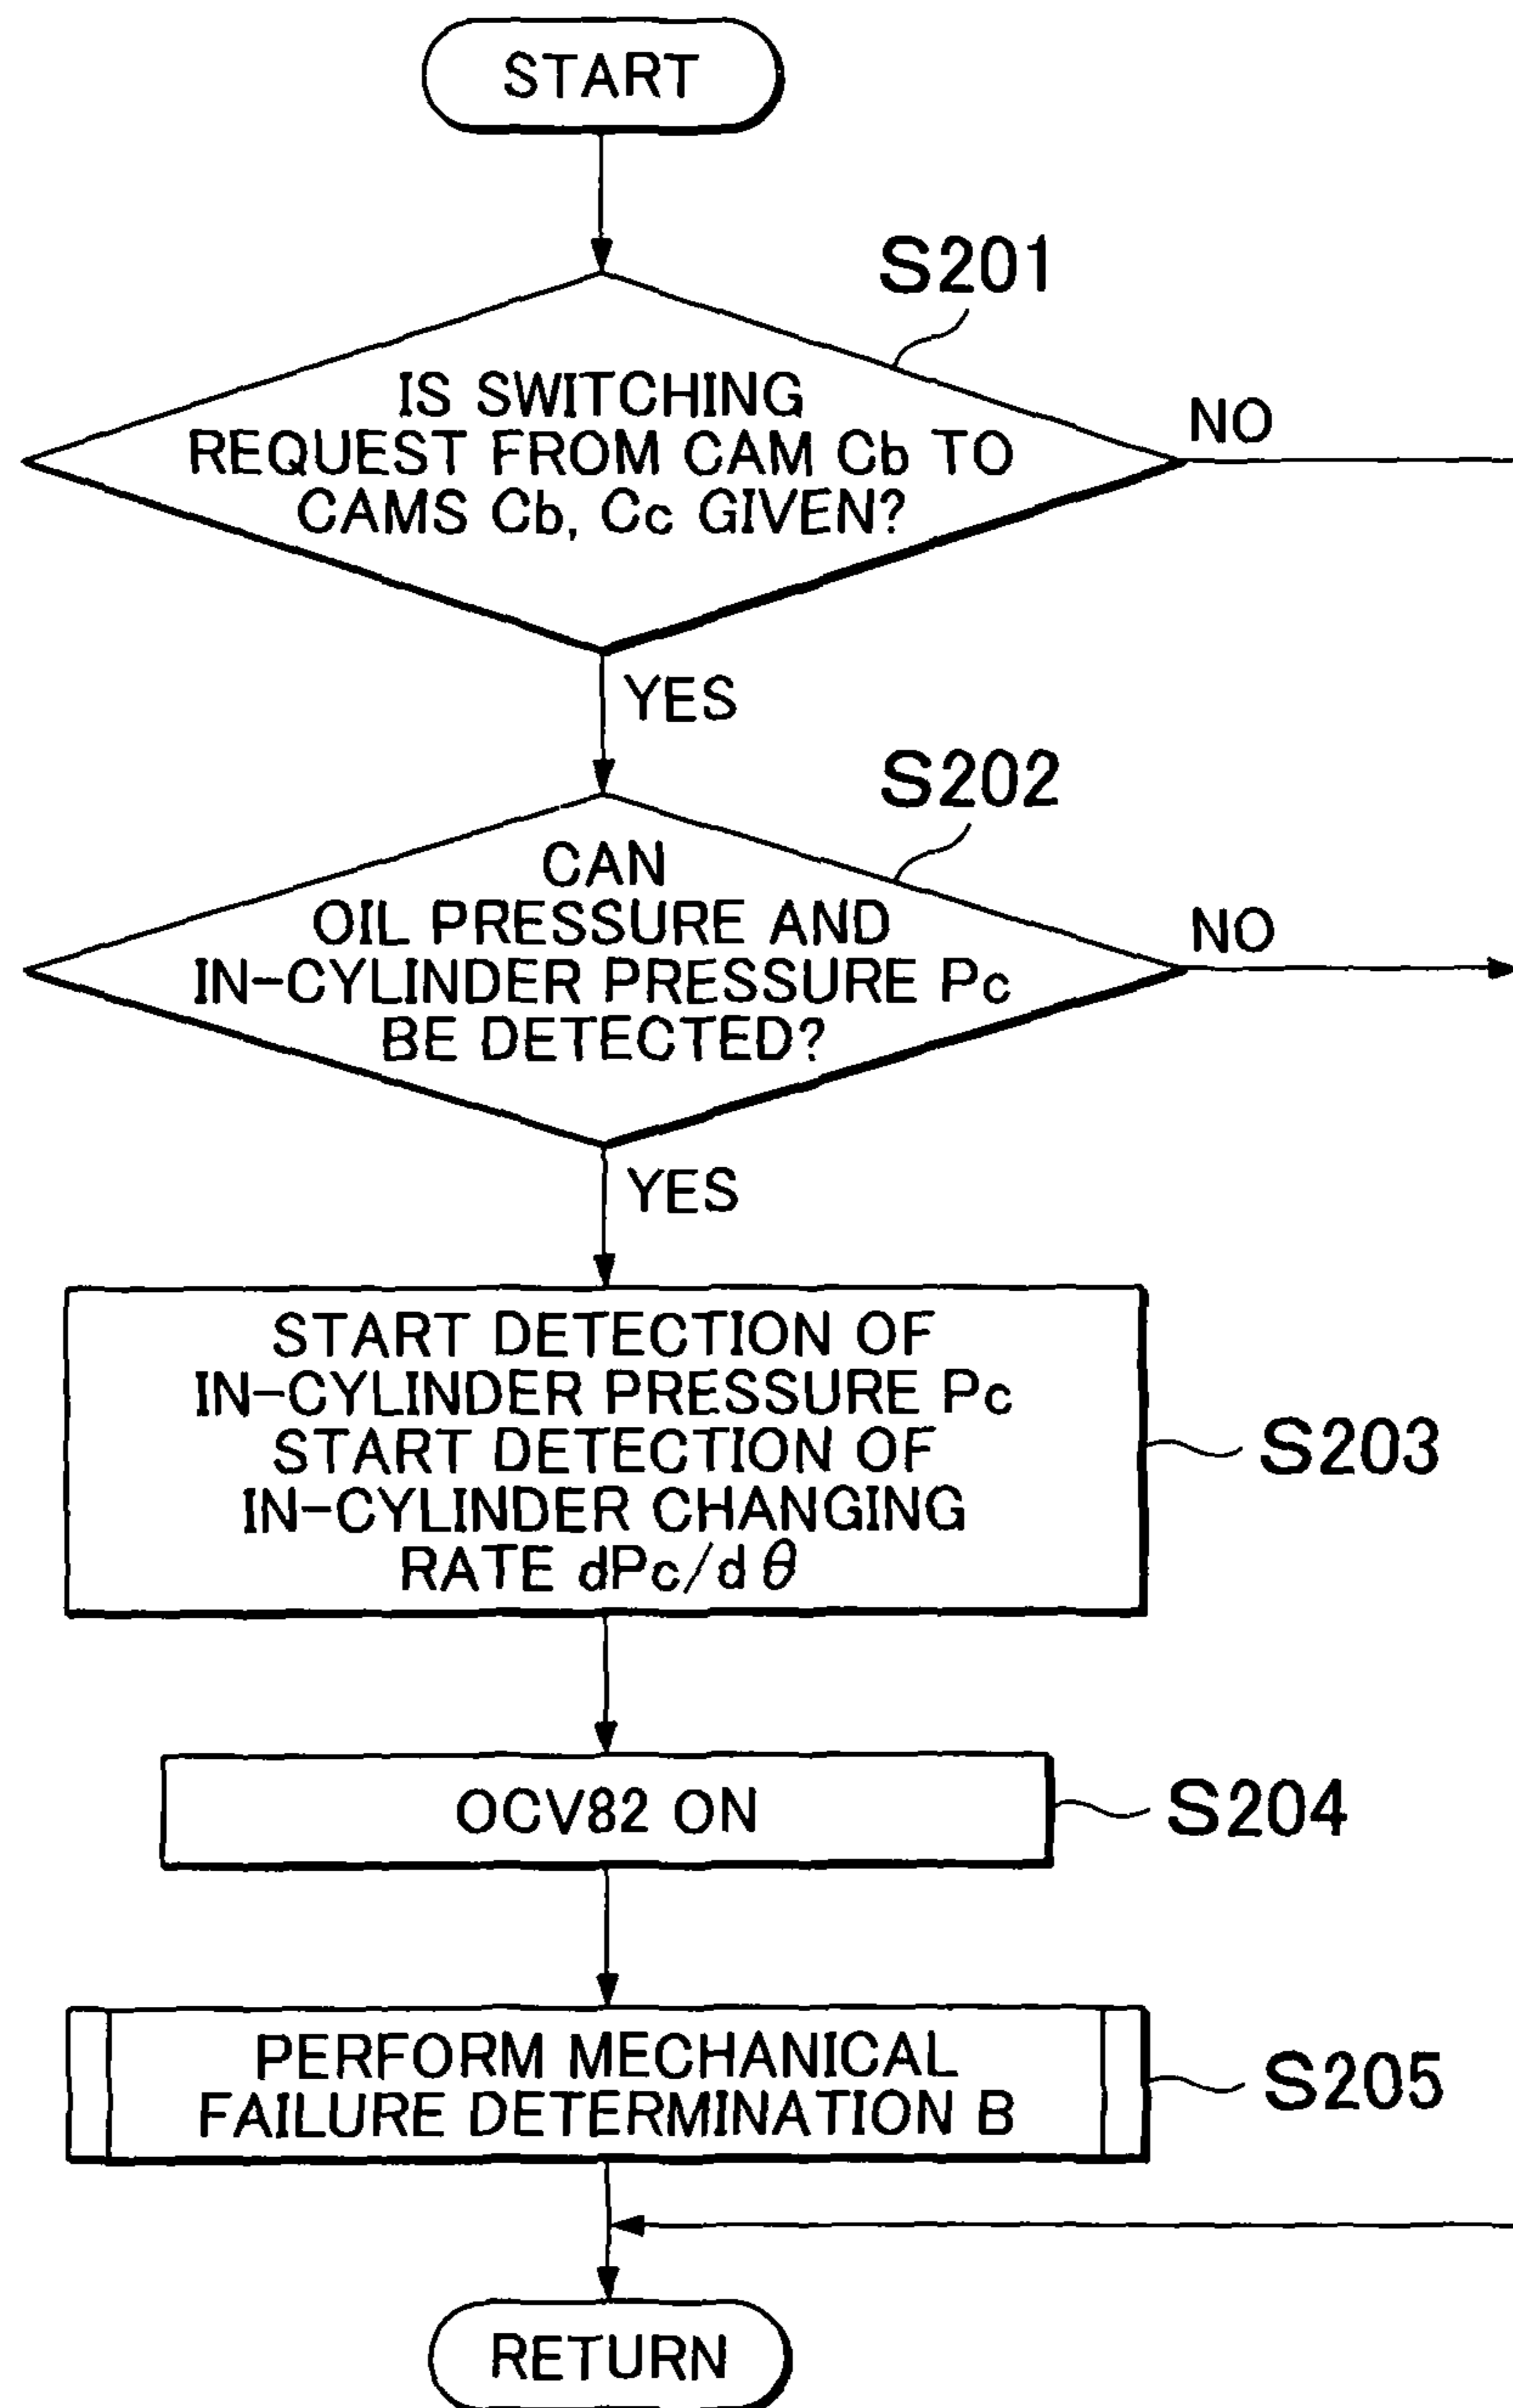 START
S201
IS SWITCHING
REQUEST FROM CAM Cb TO
CAMS Cb, Cc GIVEN?
NO
YES
S202
CAN
OIL PRESSURE AND
IN-CYLINDER PRESSURE Pc
BE DETECTED?
NO
YES
START DETECTION OF
IN-CYLINDER PRESSURE Pc
START DETECTION OF
IN-CYLINDER CHANGING
RATE dPc/d θ
S203
OCV82 ON
S204
PERFORM MECHANICAL
FAILURE DETERMINATION B
S205
RETURN